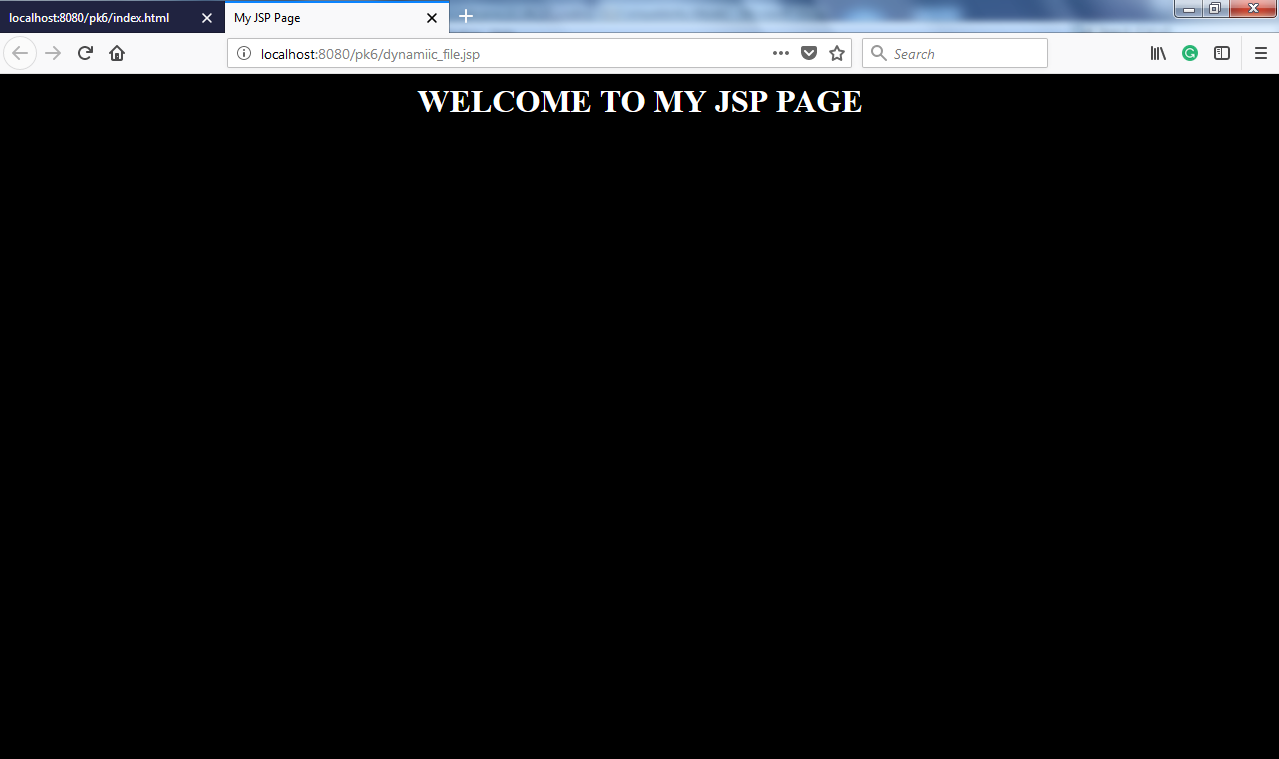 localhost:8080/pk6/index.html
My JSP Page
localhost:8080/pk6/dynamiic_file.jsp
Search
WELCOME TO MY JSP PAGE